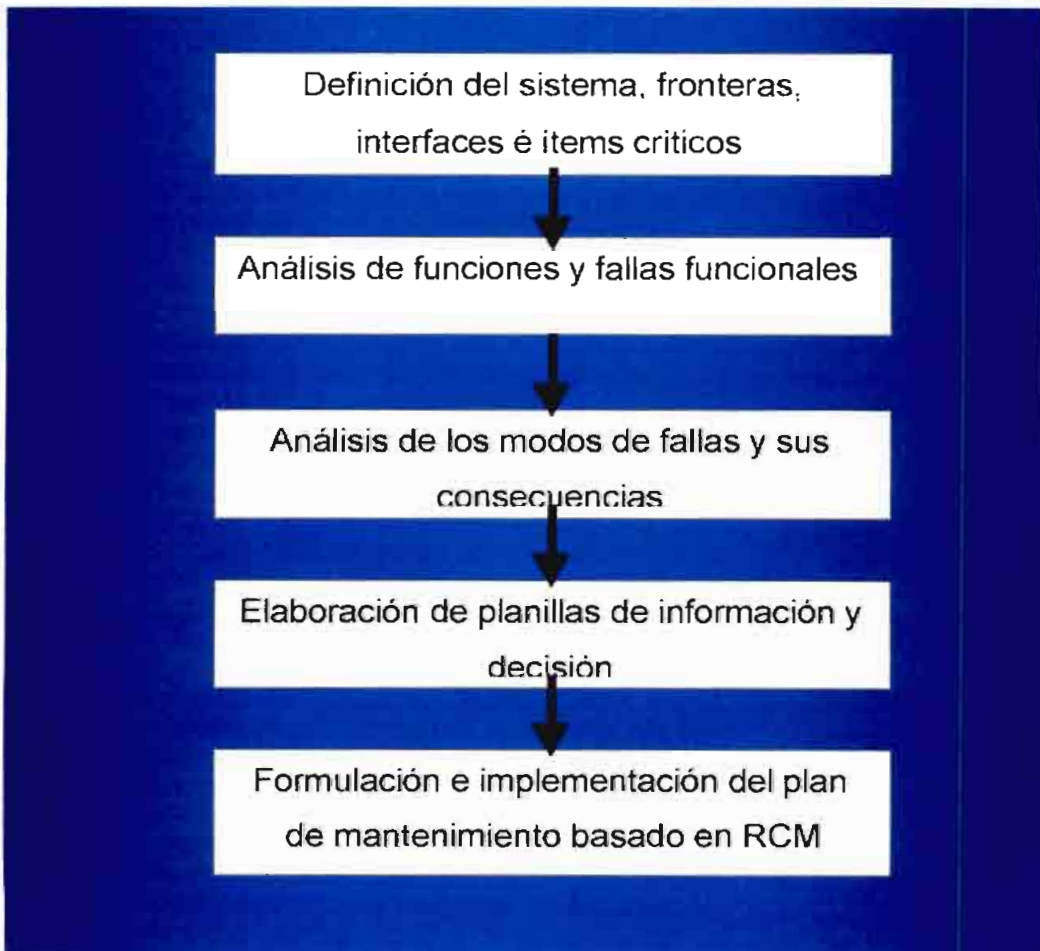 Definición del sistema, fronteras,
interfaces é ítems criticos
Análisis de funciones y fallas funcionales
Análisis de los modos de fallas y sus
consecuencias
Elaboración de planillas de información y
decisión
Formulación e implementación del plan
de mantenimiento basado en RCM